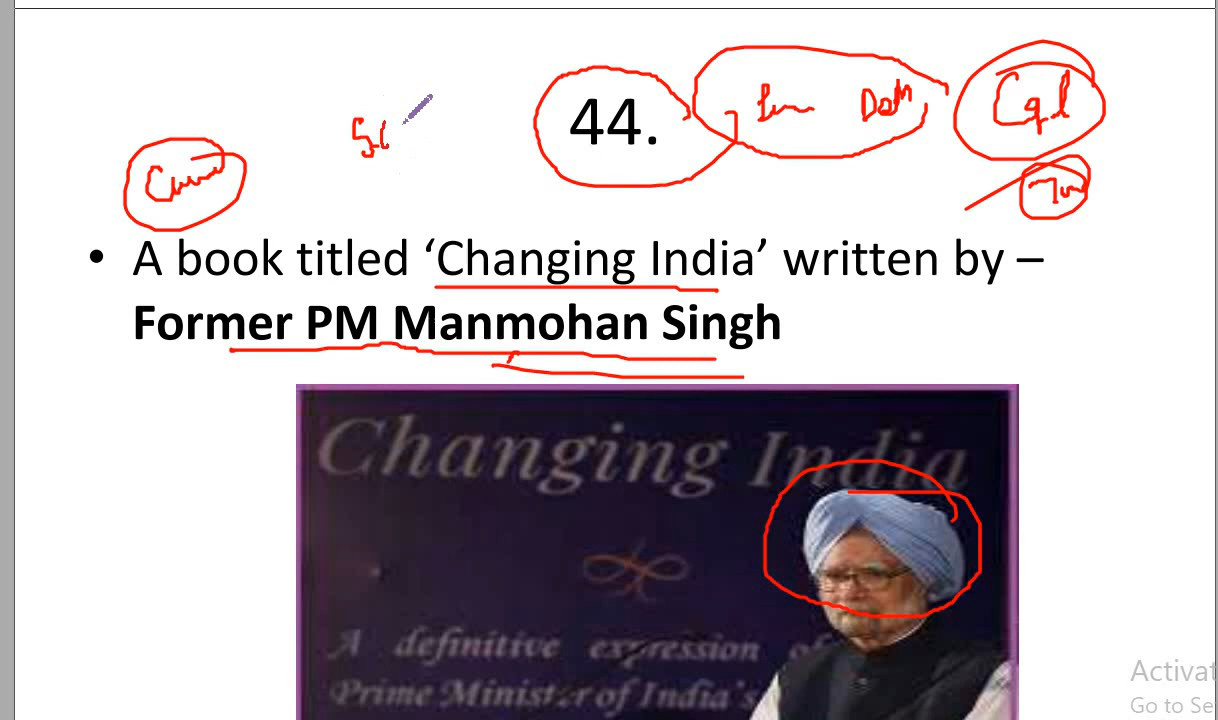 44.
• A book titled ‘Changing India’ written by –
Former PM Manmohan Singh
Changing India
A definitive expression of
Prime Minister of India's
Activat
Go to Se